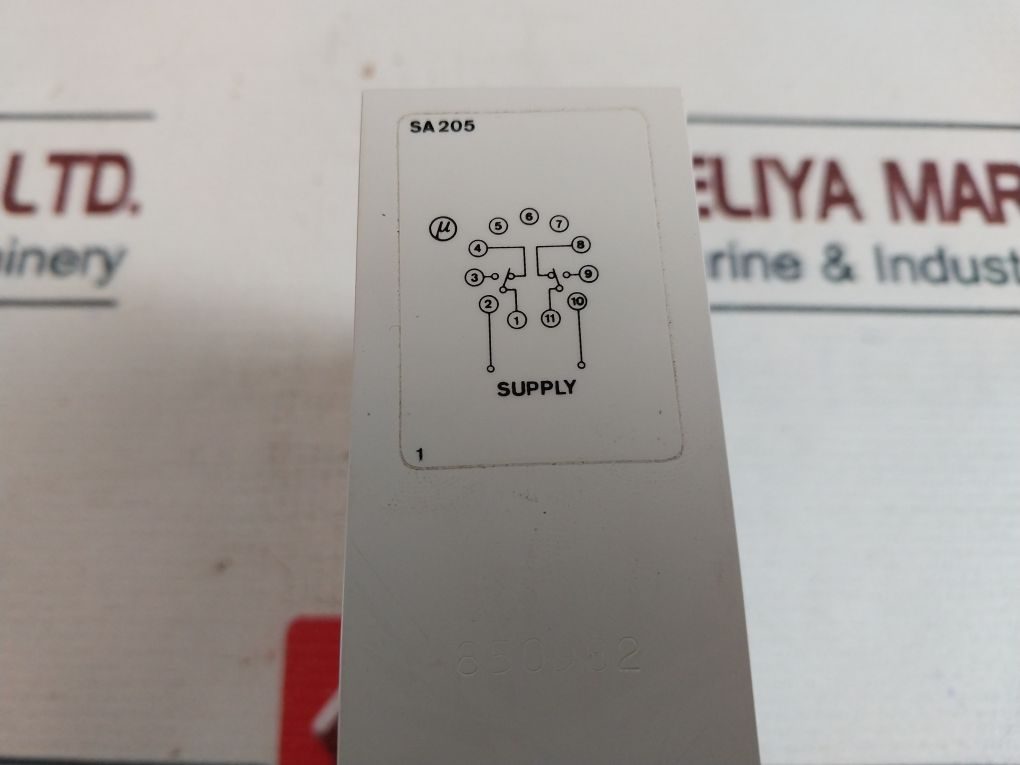 SA 205
LTD.
ELIYA MAR
inery
rine & Indust
μ
6
5
7
4
8
3
9
2
10
1
11
SUPPLY
1